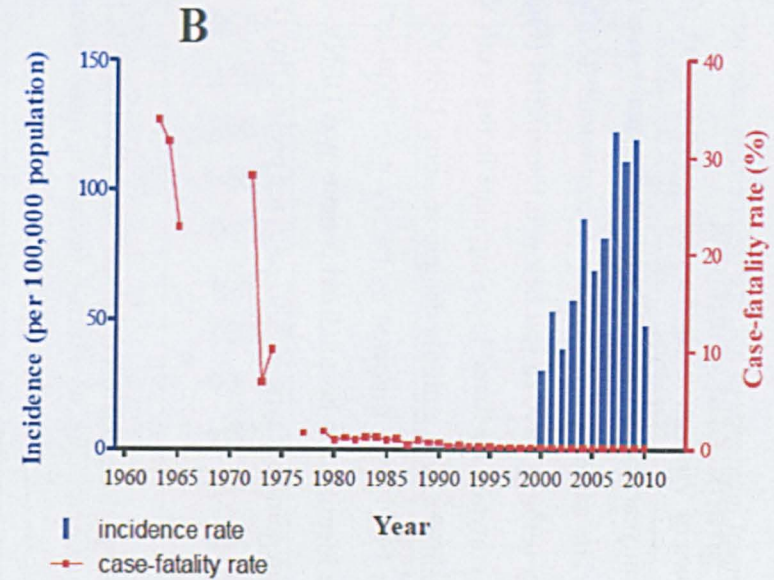 B
Incidence (per 100,000 population)
150
100
50
0
40
30
20
10
0
Case-fatality rate (%)
1960 1965 1970 1975 1980 1985 1990 1995 2000 2005 2010
Year
incidence rate
case-fatality rate